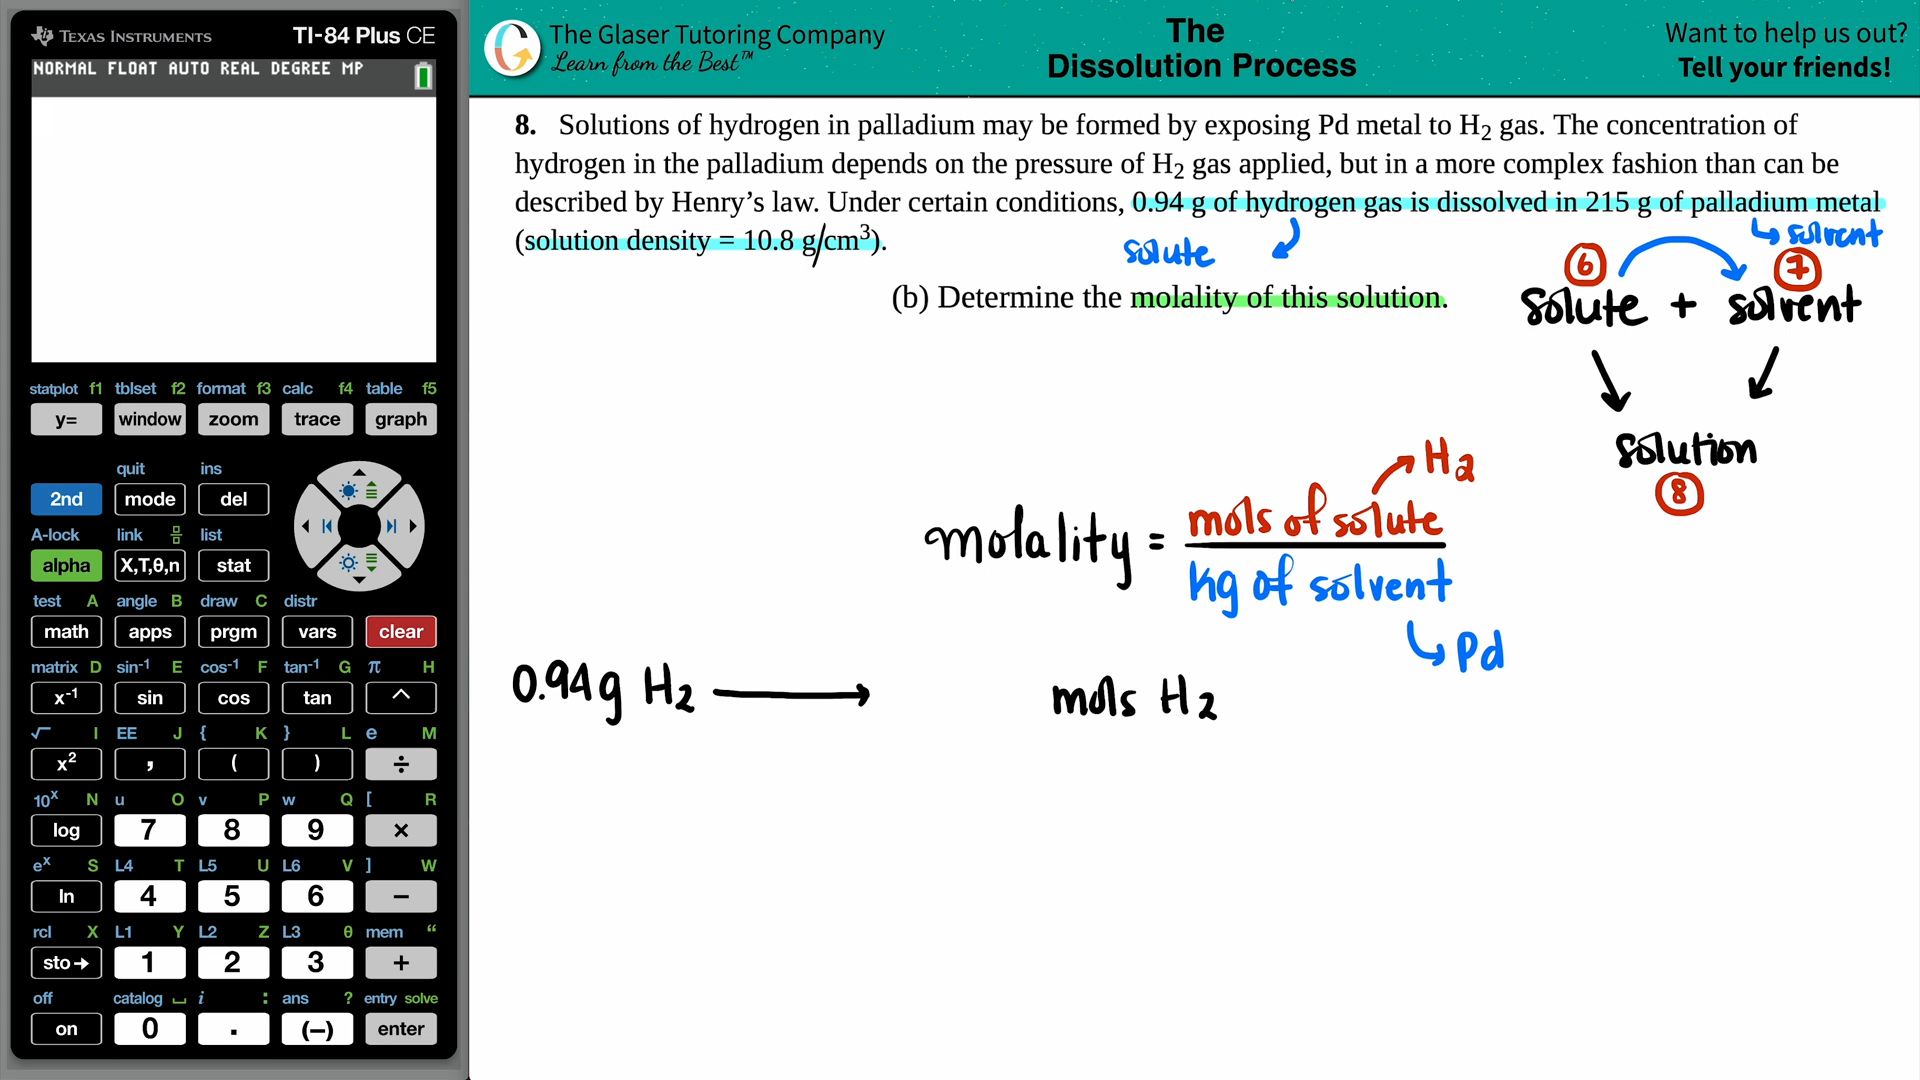 TEXAS INSTRUMENTS TI-84 Plus CE
NORMAL FLOAT AUTO REAL DEGREE MP
statplot f1 tblset f2 format f3 calc f4 table f5
y= window zoom trace graph
quit ins
2nd mode del
A-lock link list
alpha X,T,θ,n stat
test A angle B draw C distr
math apps prgm vars clear
matrix D sin⁻¹ E cos⁻¹ F tan⁻¹ G π H
x⁻¹ sin cos tan ^
√ I EE J { K } L e M
x² , ( ) ÷
10ˣ N u O v P w Q [ R
log 7 8 9 ×
eˣ S L4 T L5 U L6 V ] W
ln 4 5 6 −
rcl X L1 Y L2 Z L3 θ mem “
sto→ 1 2 3 +
off catalog ⎵ i : ans ? entry solve
on 0 . (−) enter
The Glaser Tutoring Company
Learn from the Best™
The
Dissolution Process
Want to help us out?
Tell your friends!
8. Solutions of hydrogen in palladium may be formed by exposing Pd metal to H₂ gas. The concentration of
hydrogen in the palladium depends on the pressure of H₂ gas applied, but in a more complex fashion than can be
described by Henry’s law. Under certain conditions, 0.94 g of hydrogen gas is dissolved in 215 g of palladium metal
(solution density = 10.8 g/cm³).
solute
solvent
(b) Determine the molality of this solution.
6 7
solute + solvent
solution
8
H₂
molality = mols of solute
kg of solvent
Pd
0.94g H₂ → mols H₂